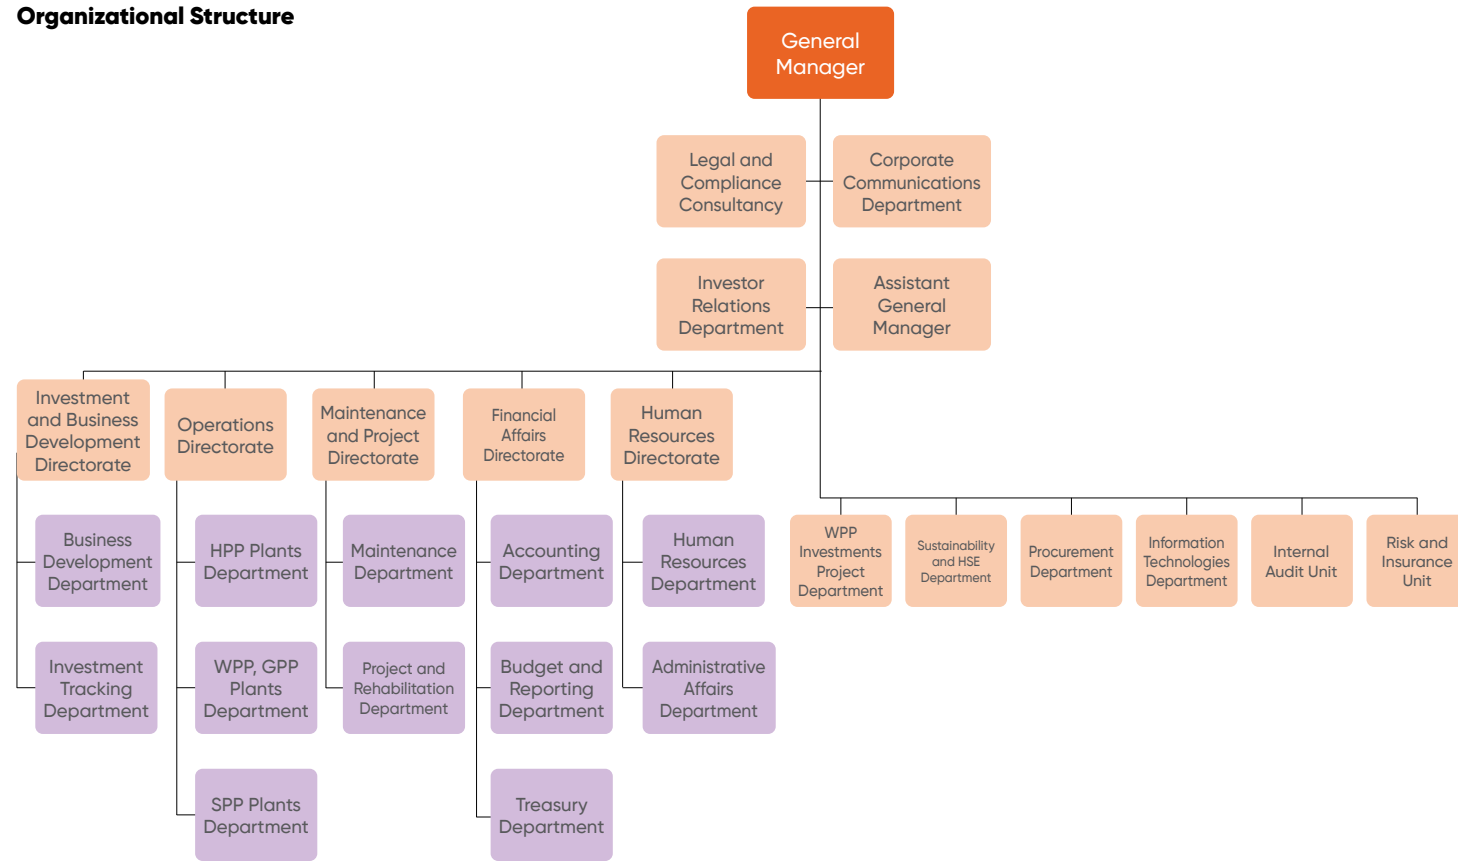 Organizational Structure
General
Manager
Legal and
Compliance
Consultancy
Corporate
Communications
Department
Investor
Relations
Department
Assistant
General
Manager
Investment
and Business
Development
Directorate
Operations
Directorate
Maintenance
and Project
Directorate
Financial
Affairs
Directorate
Human
Resources
Directorate
Business
Development
Department
HPP Plants
Department
Maintenance
Department
Accounting
Department
Human
Resources
Department
WPP
Investments
Project
Department
Sustainability
and HSE
Department
Procurement
Department
Information
Technologies
Department
Internal
Audit Unit
Risk and
Insurance
Unit
Investment
Tracking
Department
WPP, GPP
Plants
Department
Project and
Rehabilitation
Department
Budget and
Reporting
Department
Administrative
Affairs
Department
SPP Plants
Department
Treasury
Department